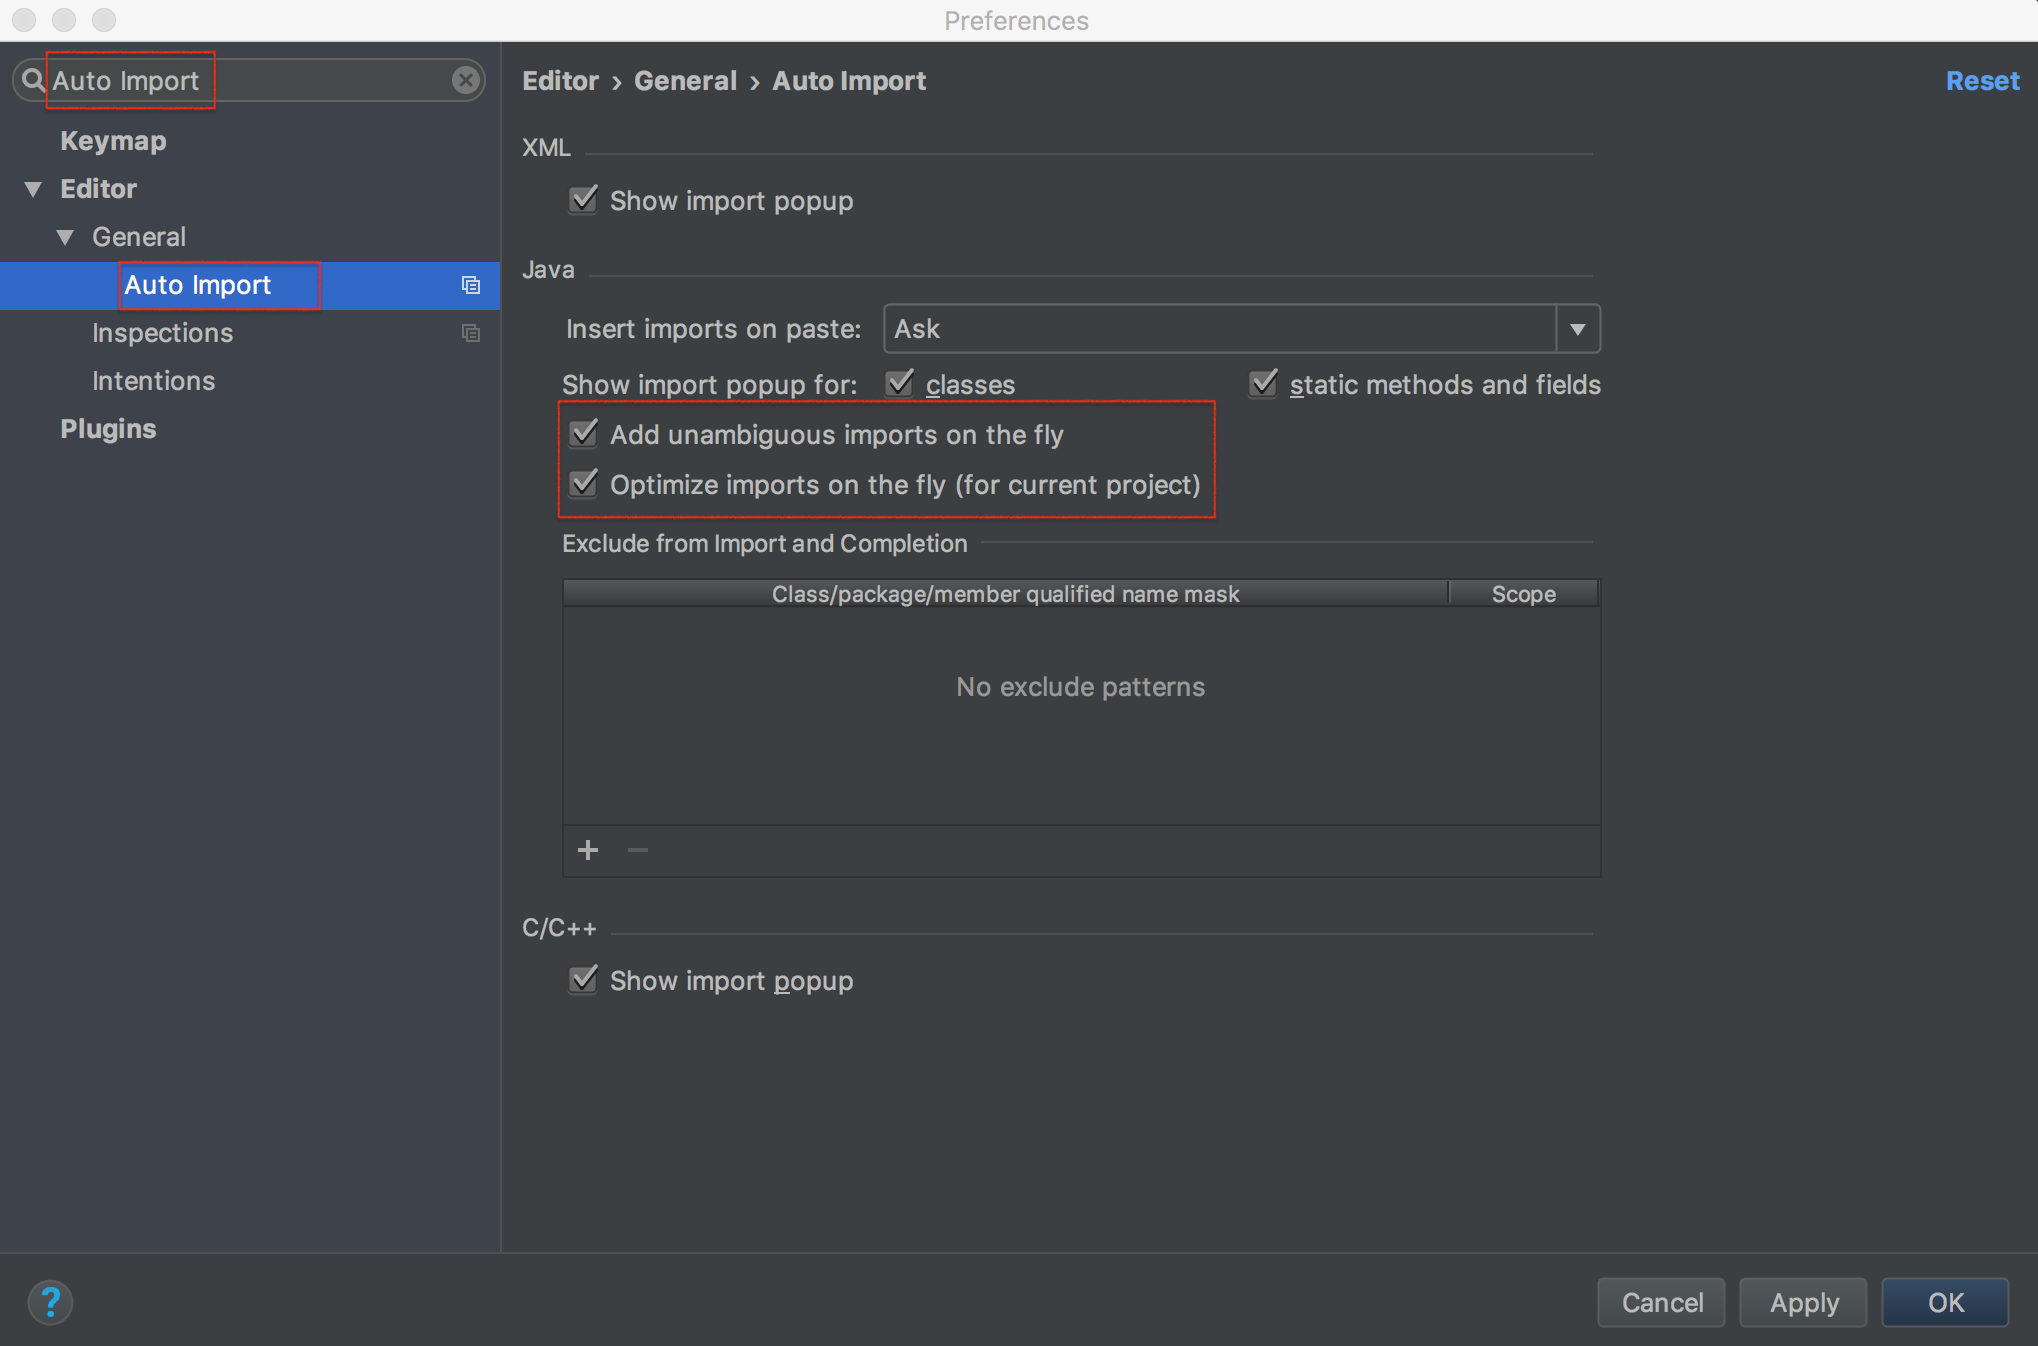 Preferences
Auto Import
Keymap
Editor
General
Auto Import
Inspections
Intentions
Plugins
Editor › General › Auto Import
Reset
XML
Show import popup
Java
Insert imports on paste: Ask
Show import popup for: classes static methods and fields
Add unambiguous imports on the fly
Optimize imports on the fly (for current project)
Exclude from Import and Completion
Class/package/member qualified name mask Scope
No exclude patterns
C/C++
Show import popup
? Cancel Apply OK